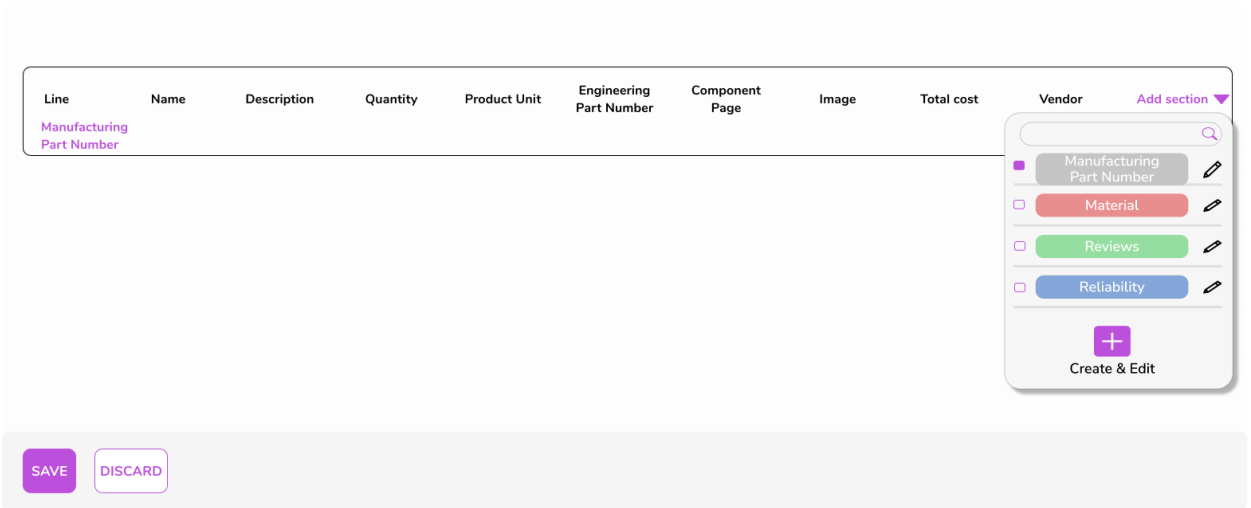 Line Name Description Quantity Product Unit Engineering Part Number Component Page Image Total cost Vendor Add section
Manufacturing
Part Number
Manufacturing
Part Number
Material
Reviews
Reliability
Create & Edit
SAVE DISCARD